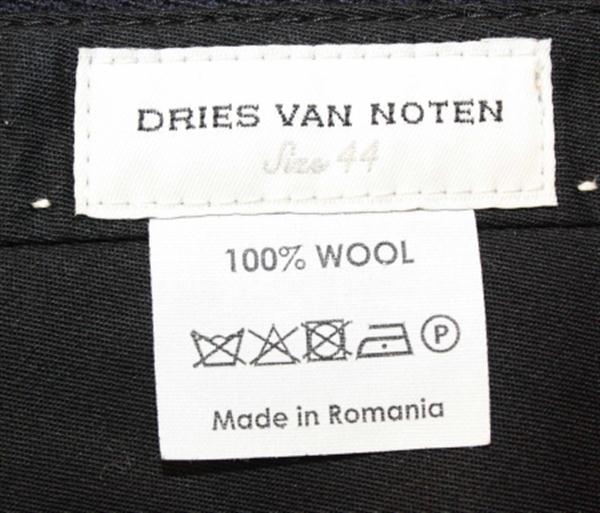 DRIES VAN NOTEN
Size 44
100% WOOL
P
Made in Romania